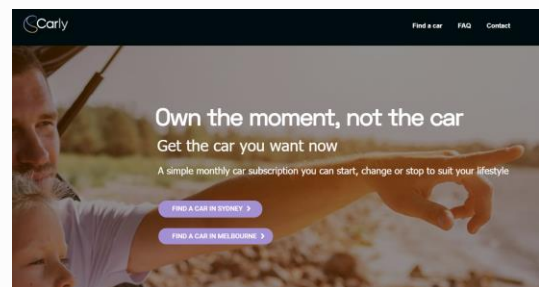 Carly
Find a car FAQ Contact
Own the moment, not the car
Get the car you want now
A simple monthly car subscription you can start, change or stop to suit your lifestyle
FIND A CAR IN SYDNEY >
FIND A CAR IN MELBOURNE >